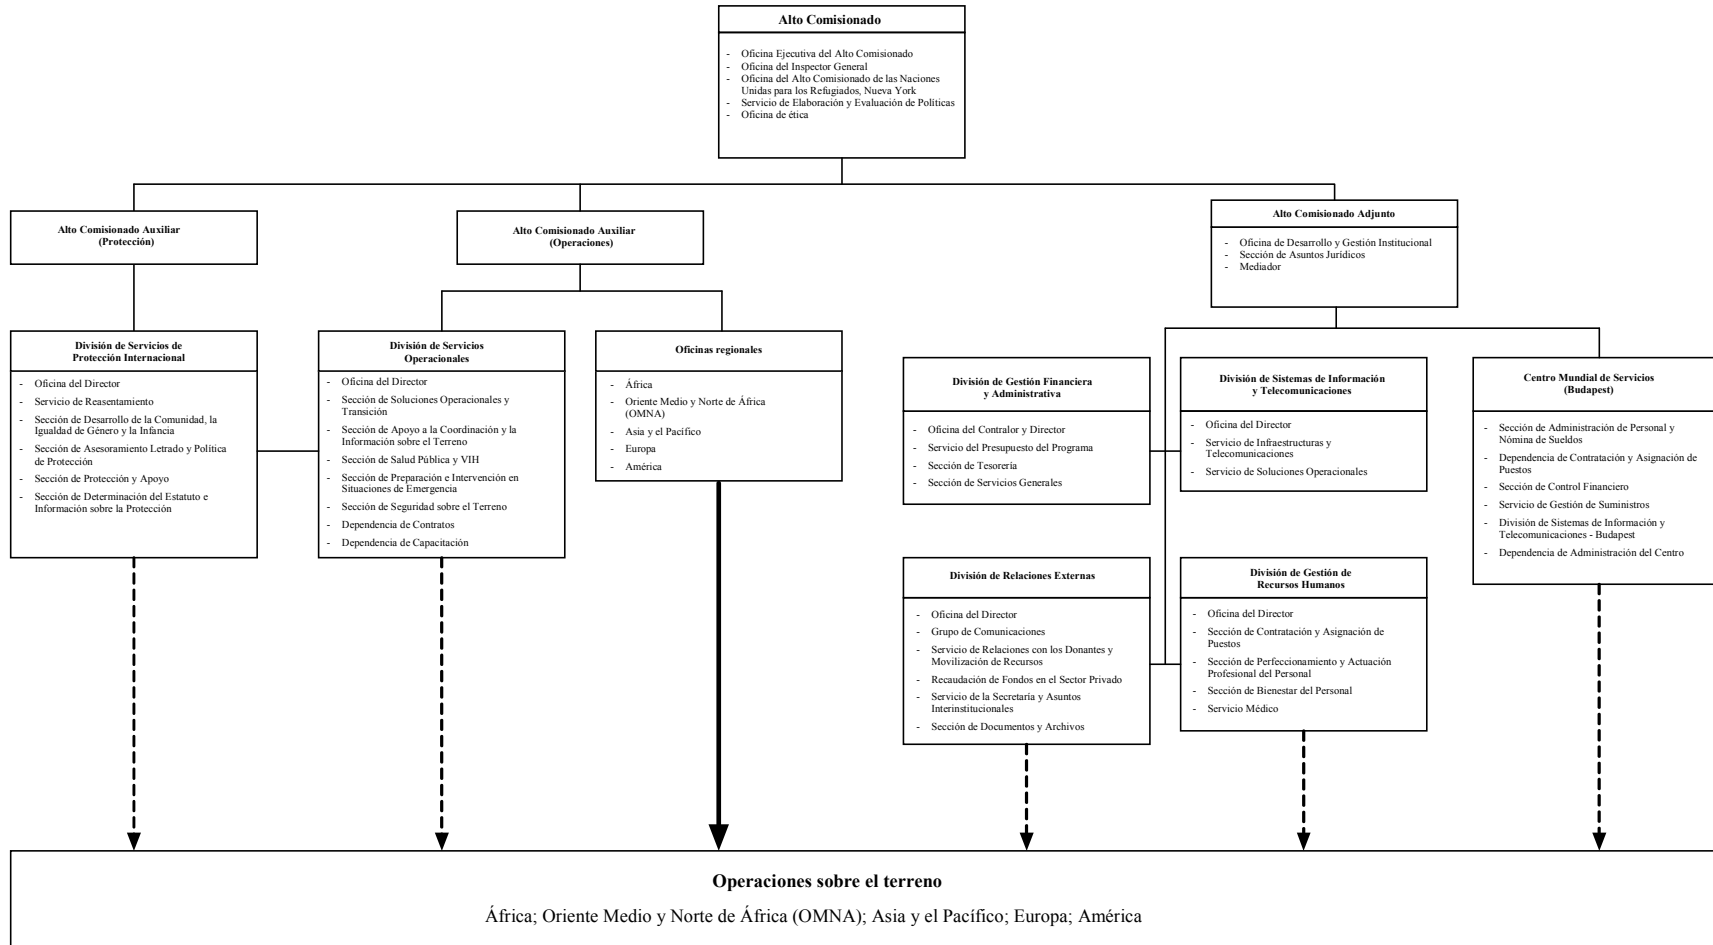 Alto Comisionado
- Oficina Ejecutiva del Alto Comisionado
- Oficina del Inspector General
- Oficina del Alto Comisionado de las Naciones
Unidas para los Refugiados, Nueva York
- Servicio de Elaboración y Evaluación de Políticas
- Oficina de ética
Alto Comisionado Auxiliar
(Protección)
Alto Comisionado Auxiliar
(Operaciones)
Alto Comisionado Adjunto
- Oficina de Desarrollo y Gestión Institucional
- Sección de Asuntos Jurídicos
- Mediador
División de Servicios de
Protección Internacional
- Oficina del Director
- Servicio de Reasentamiento
- Sección de Desarrollo de la Comunidad, la
Igualdad de Género y la Infancia
- Sección de Asesoramiento Letrado y Política
de Protección
- Sección de Protección y Apoyo
- Sección de Determinación del Estatuto e
Información sobre la Protección
División de Servicios
Operacionales
- Oficina del Director
- Sección de Soluciones Operacionales y
Transición
- Sección de Apoyo a la Coordinación y la
Información sobre el Terreno
- Sección de Salud Pública y VIH
- Sección de Preparación e Intervención en
Situaciones de Emergencia
- Sección de Seguridad sobre el Terreno
- Dependencia de Contratos
- Dependencia de Capacitación
Oficinas regionales
- África
- Oriente Medio y Norte de África
(OMNA)
- Asia y el Pacífico
- Europa
- América
División de Gestión Financiera
y Administrativa
- Oficina del Contralor y Director
- Servicio del Presupuesto del Programa
- Sección de Tesorería
- Sección de Servicios Generales
División de Sistemas de Información
y Telecomunicaciones
- Oficina del Director
- Servicio de Infraestructuras y
Telecomunicaciones
- Servicio de Soluciones Operacionales
Centro Mundial de Servicios
(Budapest)
- Sección de Administración de Personal y
Nómina de Sueldos
- Dependencia de Contratación y Asignación de
Puestos
- Sección de Control Financiero
- Servicio de Gestión de Suministros
- División de Sistemas de Información y
Telecomunicaciones - Budapest
- Dependencia de Administración del Centro
División de Relaciones Externas
- Oficina del Director
- Grupo de Comunicaciones
- Servicio de Relaciones con los Donantes y
Movilización de Recursos
- Recaudación de Fondos en el Sector Privado
- Servicio de la Secretaría y Asuntos
Interinstitucionales
- Sección de Documentos y Archivos
División de Gestión de
Recursos Humanos
- Oficina del Director
- Sección de Contratación y Asignación de
Puestos
- Sección de Perfeccionamiento y Actuación
Profesional del Personal
- Sección de Bienestar del Personal
- Servicio Médico
Operaciones sobre el terreno
África; Oriente Medio y Norte de África (OMNA); Asia y el Pacífico; Europa; América